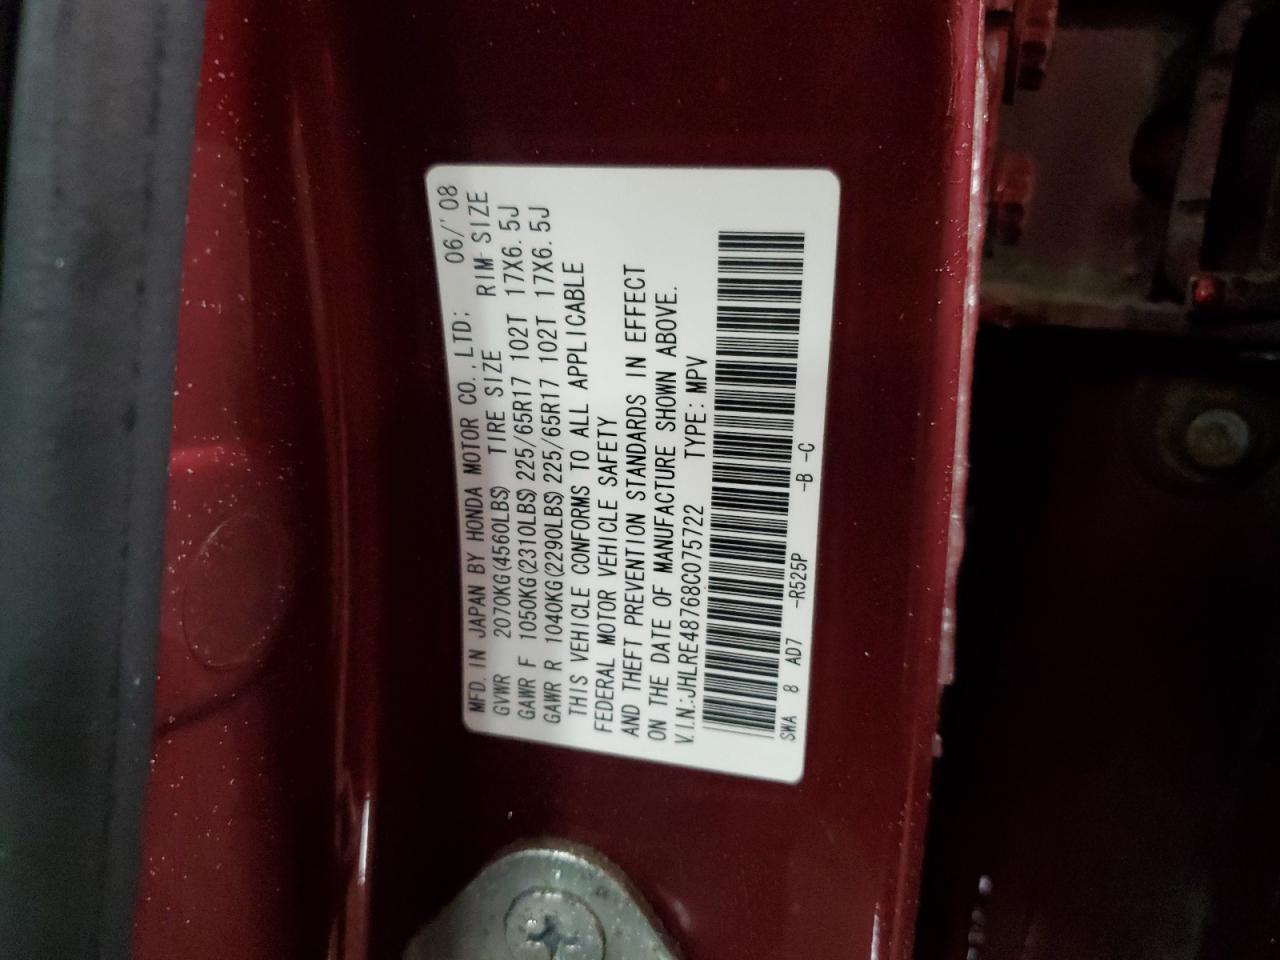 MFD. IN JAPAN BY HONDA MOTOR CO., LTD: 06/'08
GVWR 2070KG(4560LBS) TIRE SIZE RIM-SIZE
GAWR F 1050KG(2310LBS)225/65R17 102T 17X6.5J
GAWR R 1040KG(2290LBS)225/65R17 102T 17X6.5J
THIS VEHICLE CONFORMS TO ALL APPLICABLE
FEDERAL MOTOR VEHICLE SAFETY
AND THEFT PREVENTION STANDARDS IN EFFECT
ON THE DATE OF MANUFACTURE SHOWN ABOVE.
V.I.N.:JHLRE48768C075722 TYPE:MPV
SWA 8 AD7 -R525P -B -C